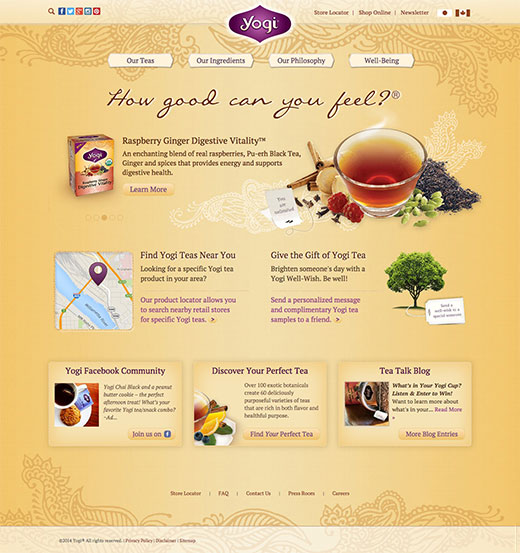 Store Locator | Shop Online | Newsletter
Yogi
Our Teas
Our Ingredients
Our Philosophy
Well-Being
How good can you feel?®
Raspberry Ginger Digestive Vitality™
An enchanting blend of real raspberries, Pu-erh Black Tea,
Ginger and spices that provides energy and supports
digestive health.
Learn More
Yogi
Raspberry Ginger
Digestive Vitality
You
are
unlimited
Find Yogi Teas Near You
Looking for a specific Yogi tea
product in your area?
Our product locator allows you
to search nearby retail stores
for specific Yogi teas. >
Give the Gift of Yogi Tea
Brighten someone's day with a
Yogi Well-Wish. Be well!
Send a personalized message
and complimentary Yogi tea
samples to a friend. >
Send a
well-wish to a
special someone
Yogi Facebook Community
Yogi Chai Black and a peanut
butter cookie – the perfect
afternoon treat! What's your
favorite Yogi tea/snack combo?
-Ad...
Join us on f
Discover Your Perfect Tea
Over 100 exotic botanicals
create 60 deliciously
purposeful varieties of teas
that are rich in both flavor and
healthful purpose.
Find Your Perfect Tea
Tea Talk Blog
What's in Your Yogi Cup?
Listen & Enter to Win!
Want to learn more about
what's in your... Read More
»
More Blog Entries
Store Locator | FAQ | Contact Us | Press Room | Careers
©2014 Yogi® All rights reserved. | Privacy Policy | Disclaimer | Sitemap